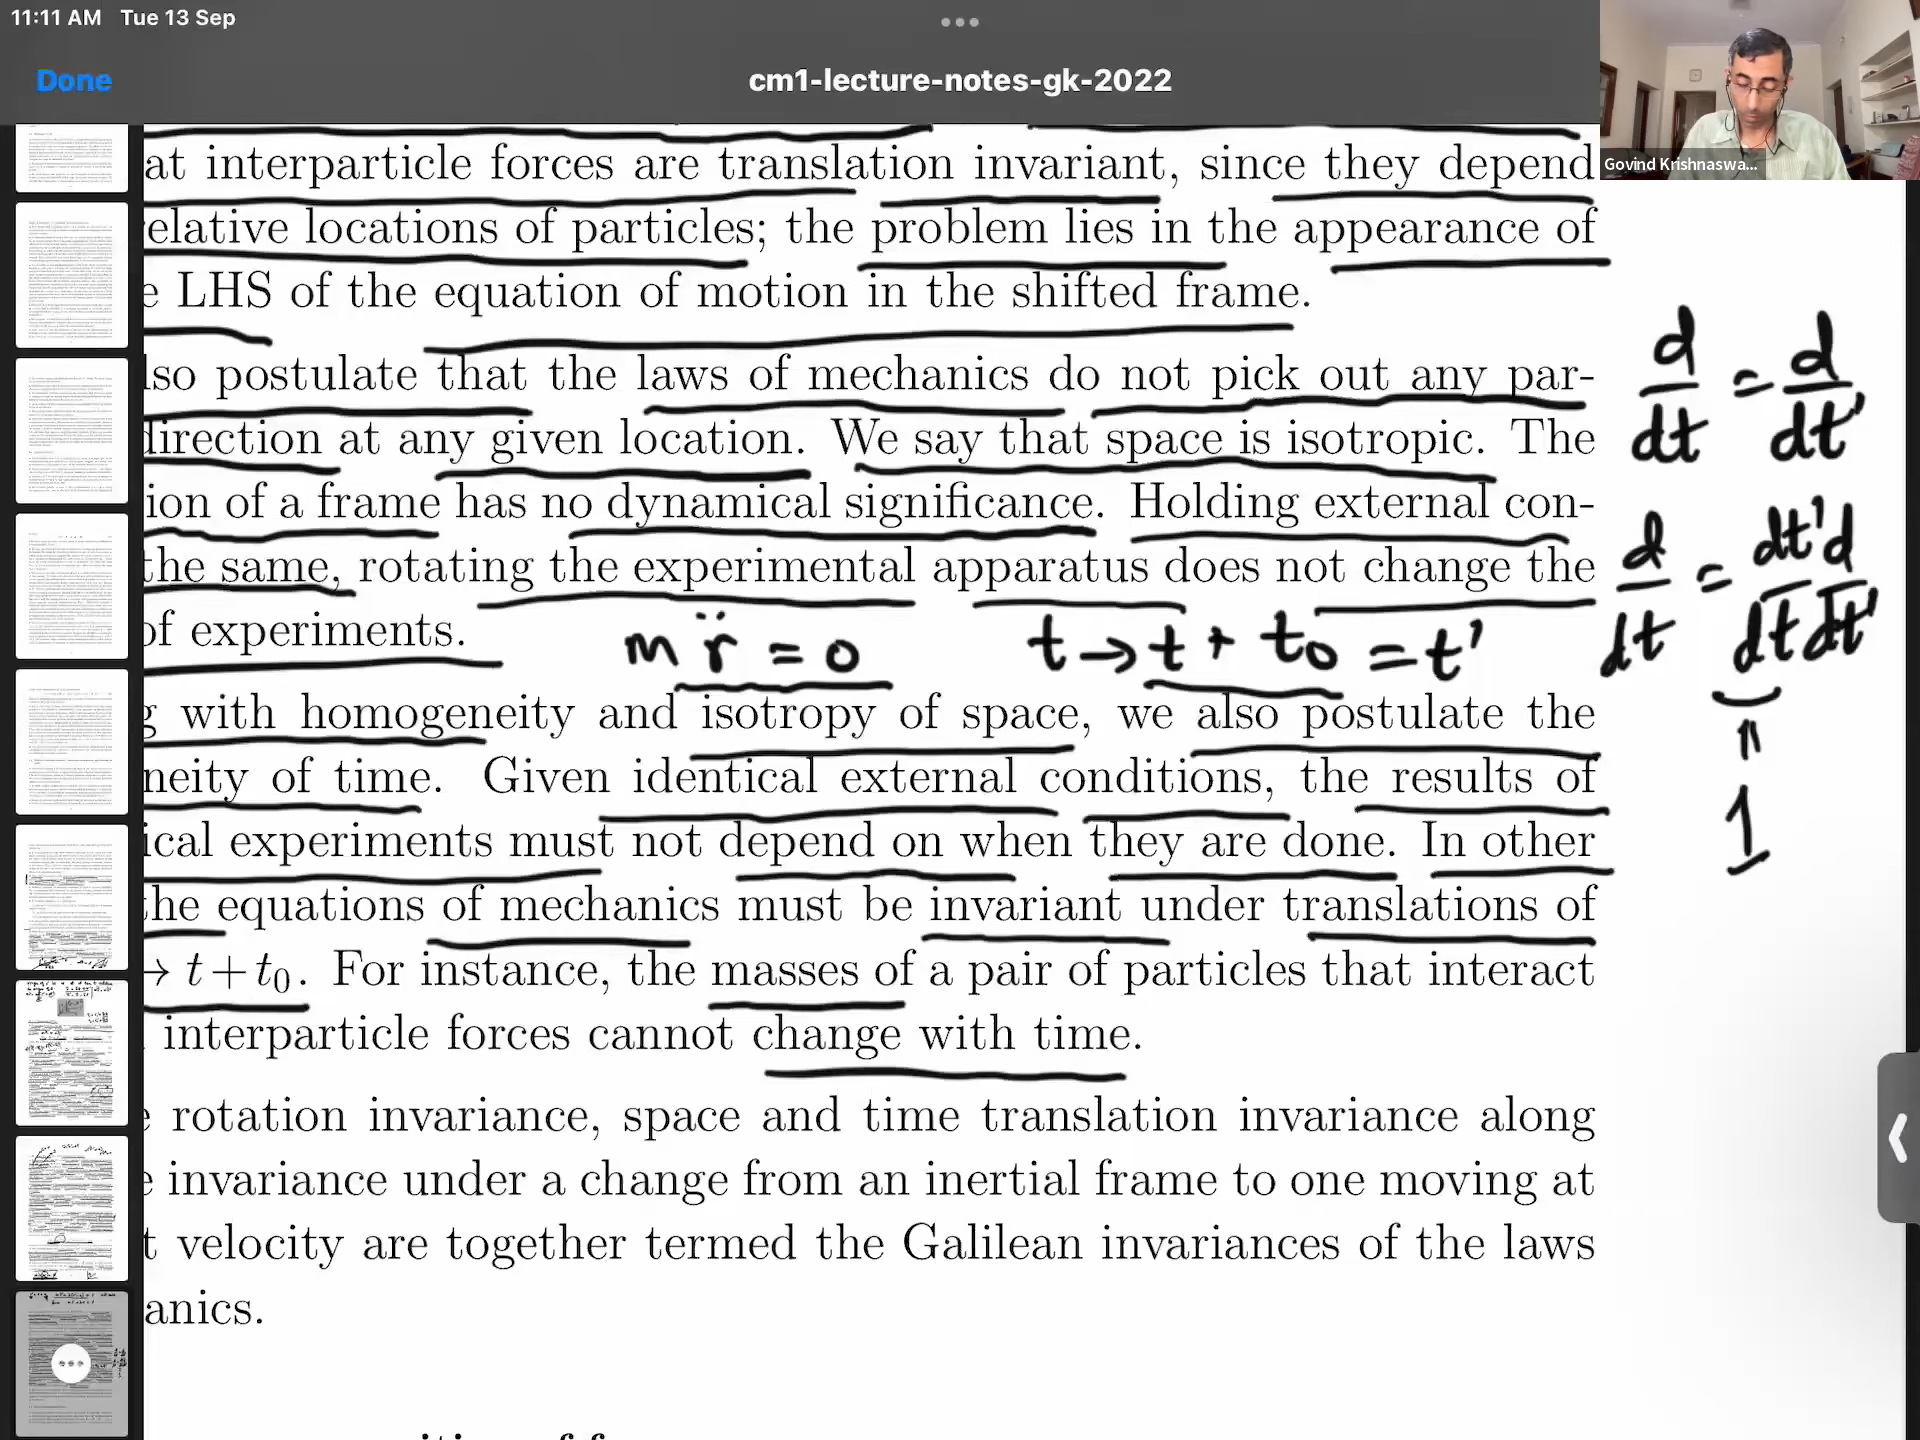 11:11 AM Tue 13 Sep
Done
cm1-lecture-notes-gk-2022
Govind Krishnaswa...
at interparticle forces are translation invariant, since they depend
elative locations of particles; the problem lies in the appearance of
e LHS of the equation of motion in the shifted frame.
lso postulate that the laws of mechanics do not pick out any par-
direction at any given location. We say that space is isotropic. The
ion of a frame has no dynamical significance. Holding external con-
the same, rotating the experimental apparatus does not change the
of experiments.
m r̈ = 0 t → t + t₀ = t'
g with homogeneity and isotropy of space, we also postulate the
neity of time. Given identical external conditions, the results of
ical experiments must not depend on when they are done. In other
the equations of mechanics must be invariant under translations of
→ t + t₀. For instance, the masses of a pair of particles that interact
interparticle forces cannot change with time.
e rotation invariance, space and time translation invariance along
e invariance under a change from an inertial frame to one moving at
t velocity are together termed the Galilean invariances of the laws
anics.
d/dt = d/dt'
d/dt = dt'/dt d/dt'
=
1